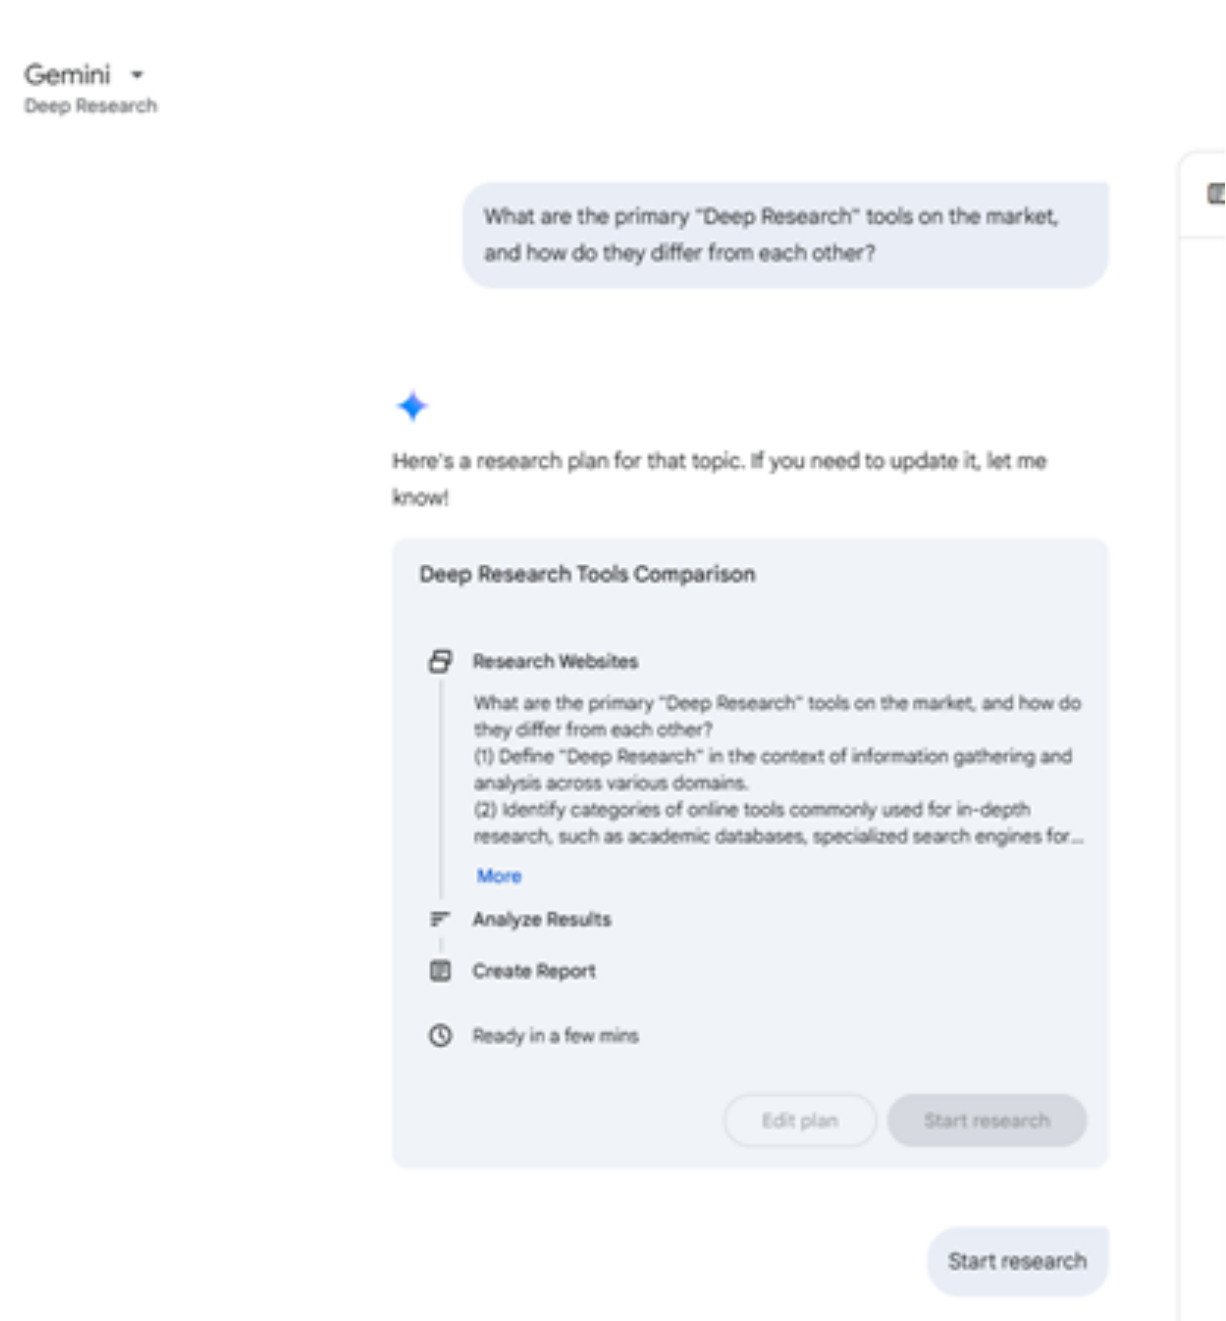 Gemini
Deep Research
What are the primary "Deep Research" tools on the market,
and how do they differ from each other?
Here's a research plan for that topic. If you need to update it, let me
know!
Deep Research Tools Comparison
Research Websites
What are the primary "Deep Research" tools on the market, and how do
they differ from each other?
(1) Define "Deep Research" in the context of information gathering and
analysis across various domains.
(2) Identify categories of online tools commonly used for in-depth
research, such as academic databases, specialized search engines for...
More
Analyze Results
Create Report
Ready in a few mins
Edit plan
Start research
Start research